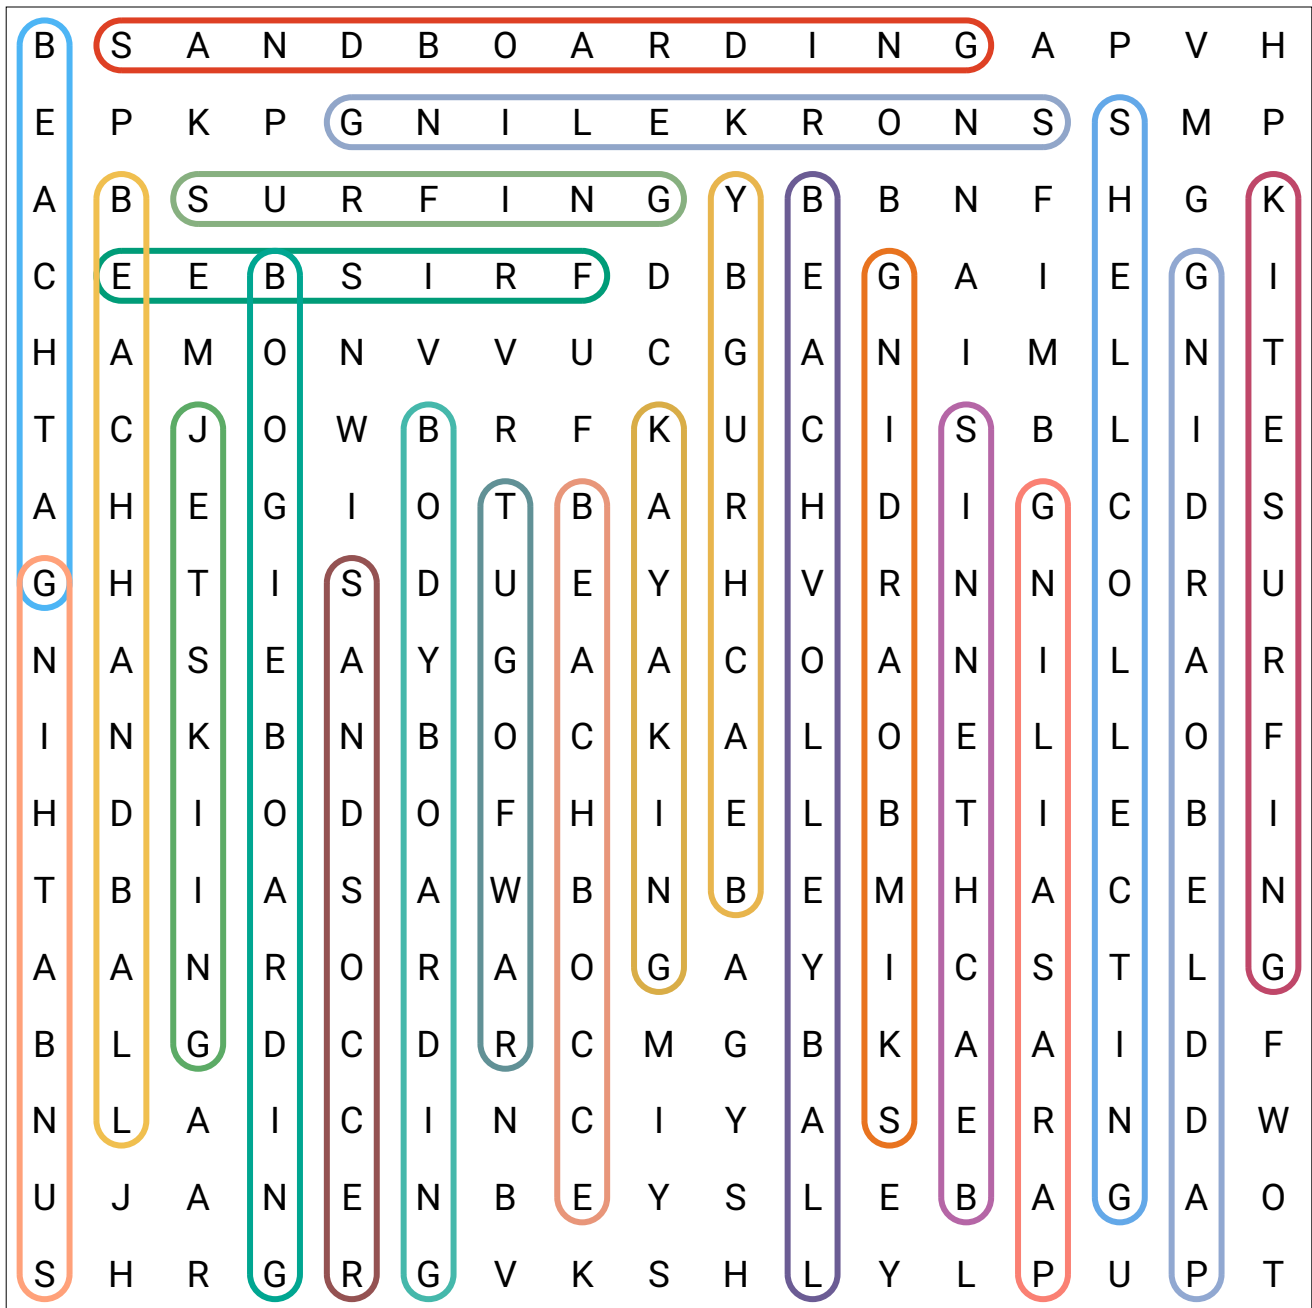 B S A N D B O A R D I N G A P V H
E P K P G N I L E K R O N S S M P
A B S U R F I N G Y B B N F H G K
C E E B S I R F D B E G A I E G I
H A M O N V V U C G A N I M L N T
T C J O W B R F K U C I S B L I E
A H E G I O T B A R H D I G C D S
G H T I S D U E Y H V R N N O R U
N A S E A Y G A A C O A N I L A R
I N K B N B O C K A L O E L L O F
H D I O D O F H I E L B T I E B I
T B I A S A W B N B E M H A C E N
A A N R O R A O G A Y I C S T L G
B L G D C D R C M G B K A A I D F
N L A I C I N C I Y A S E R N D W
U J A N E N B E Y S L E B A G A O
S H R G R G V K S H L Y L P U P T